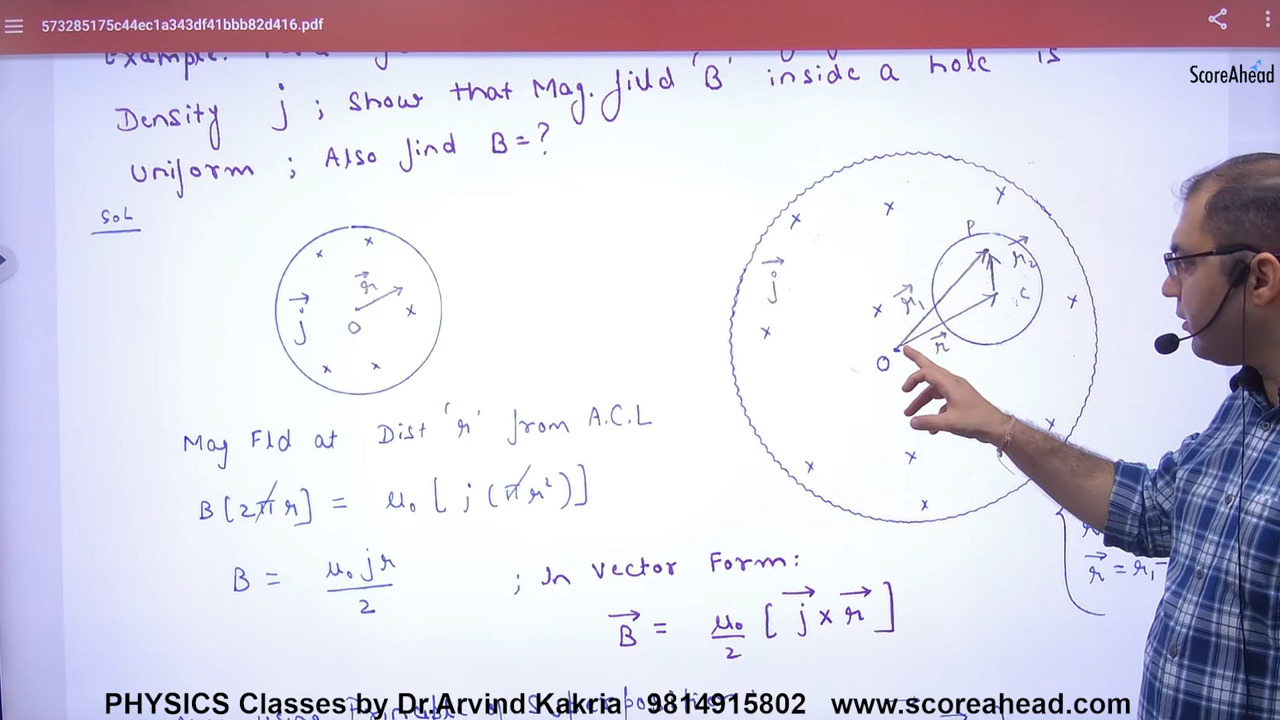 573285175c44ec1a343df41bbb82d416.pdf
ScoreAhead
Example:
Density j ; Show that Mag. field 'B' inside a hole is
uniform ; Also find B = ?
Sol
j r O
Mag Fld at Dist 'r' from A.C.L
B [2πr] = μ₀ [ j (πr²)]
B = μ₀ j r / 2 ; In Vector Form:
B = μ₀/2 [ j × r ]
j P r₂ r₁ C r O
r = r₁ -
PHYSICS Classes by Dr.Arvind Kakria 9814915802 www.scoreahead.com